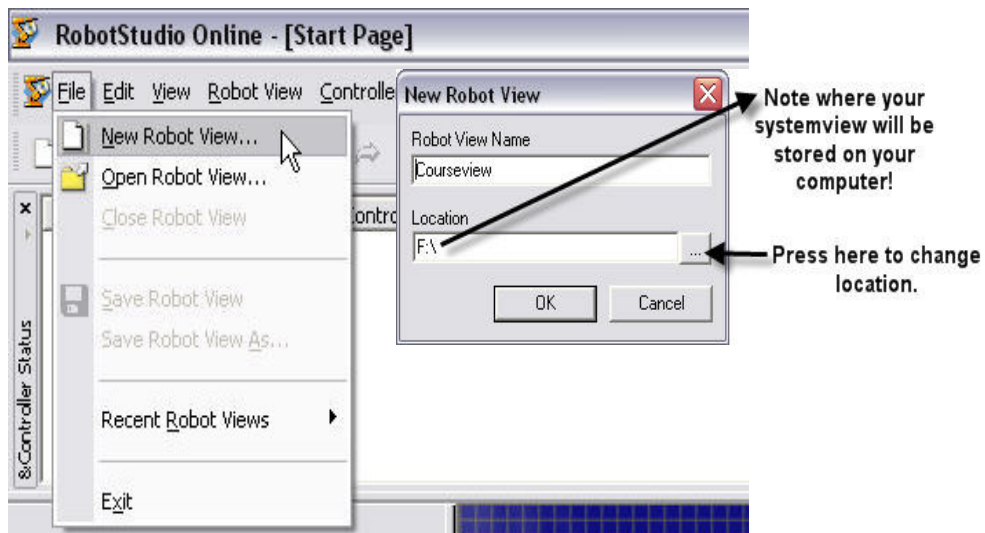 RobotStudio Online - [Start Page]
File Edit View Robot View Controlle
New Robot View...
Open Robot View...
Close Robot View
Save Robot View
Save Robot View As...
Recent Robot Views
Exit
ontro
&Controller Status
New Robot View
Robot View Name
Courseview
Location
F:\
...
OK Cancel
Note where your
systemview will be
stored on your
computer!
Press here to change
location.